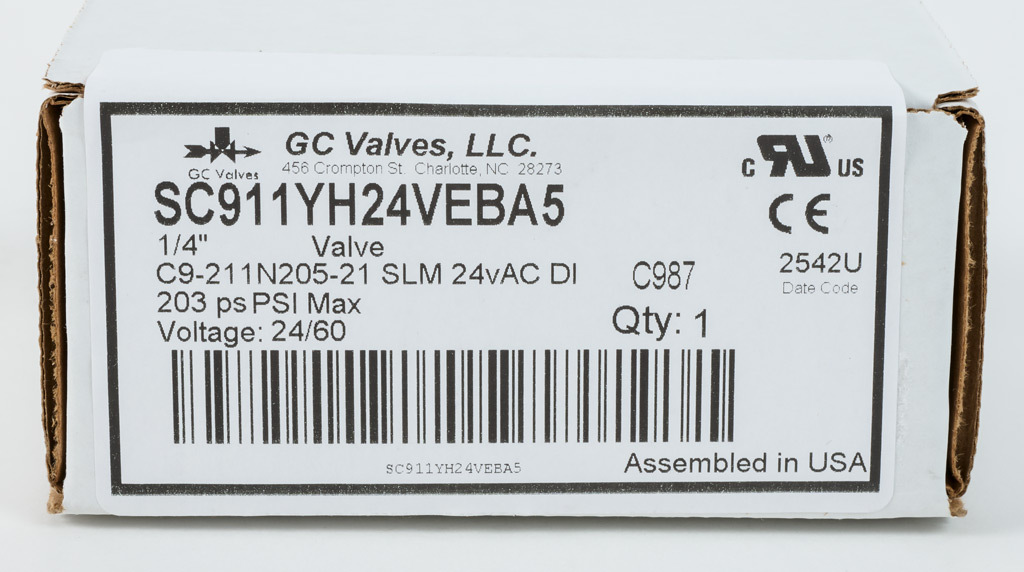 GC Valves
GC Valves, LLC.
456 Crompton St. Charlotte, NC 28273
SC911YH24VEBA5
1/4" Valve
C9-211N205-21 SLM 24vAC DI
203 psPSI Max
Voltage: 24/60
C987
Qty: 1
C RU® US
CE
2542U
Date Code
SC911YH24VEBA5
Assembled in USA